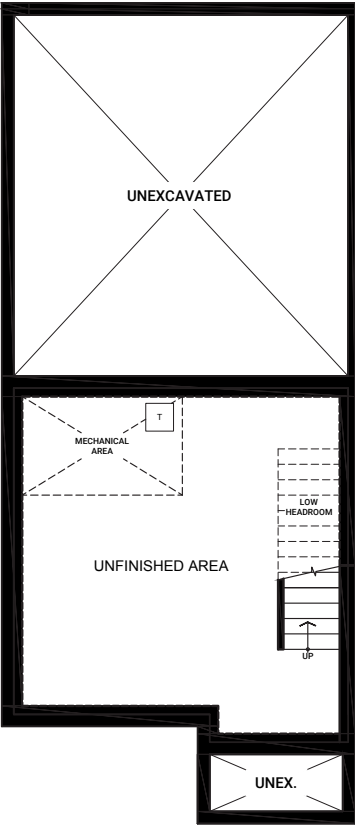 UNEXCAVATED
T
MECHANICAL
AREA
LOW
HEADROOM
UNFINISHED AREA
UP
UNEX.